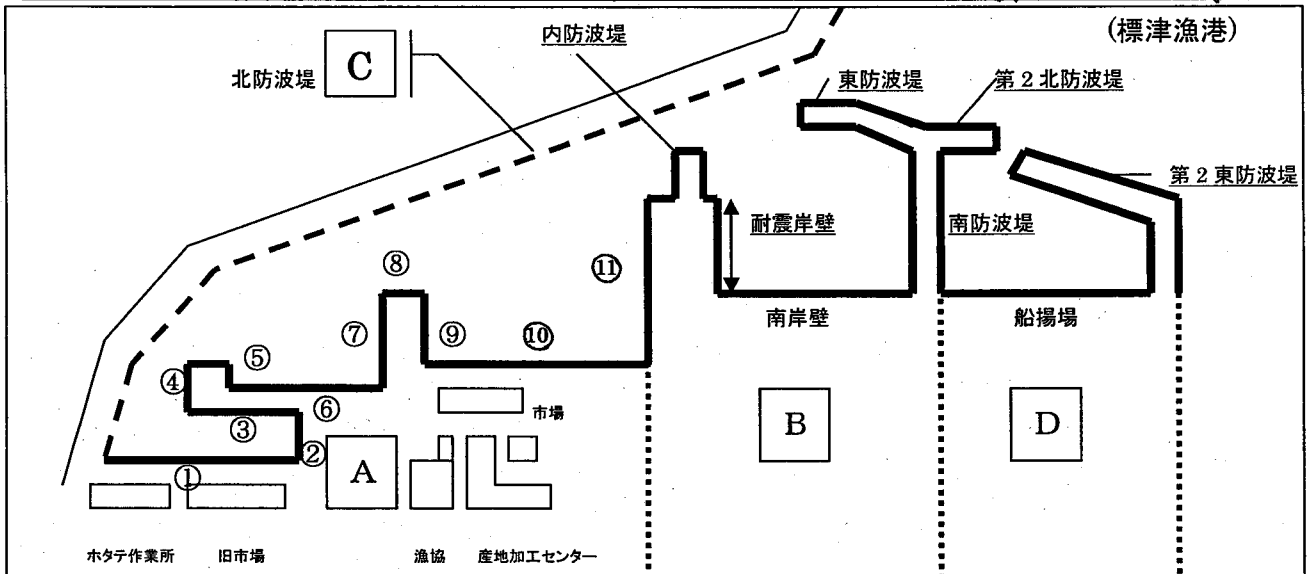 (標津漁港)
内防波堤
北防波堤
C
東防波堤
第2北防波堤
第2東防波堤
耐震岸壁
南防波堤
⑧
⑪
南岸壁
船揚場
⑦
⑨
⑩
⑤
④
⑥
③
②
①
市場
A
B
D
ホタテ作業所
旧市場
漁協
産地加工センター